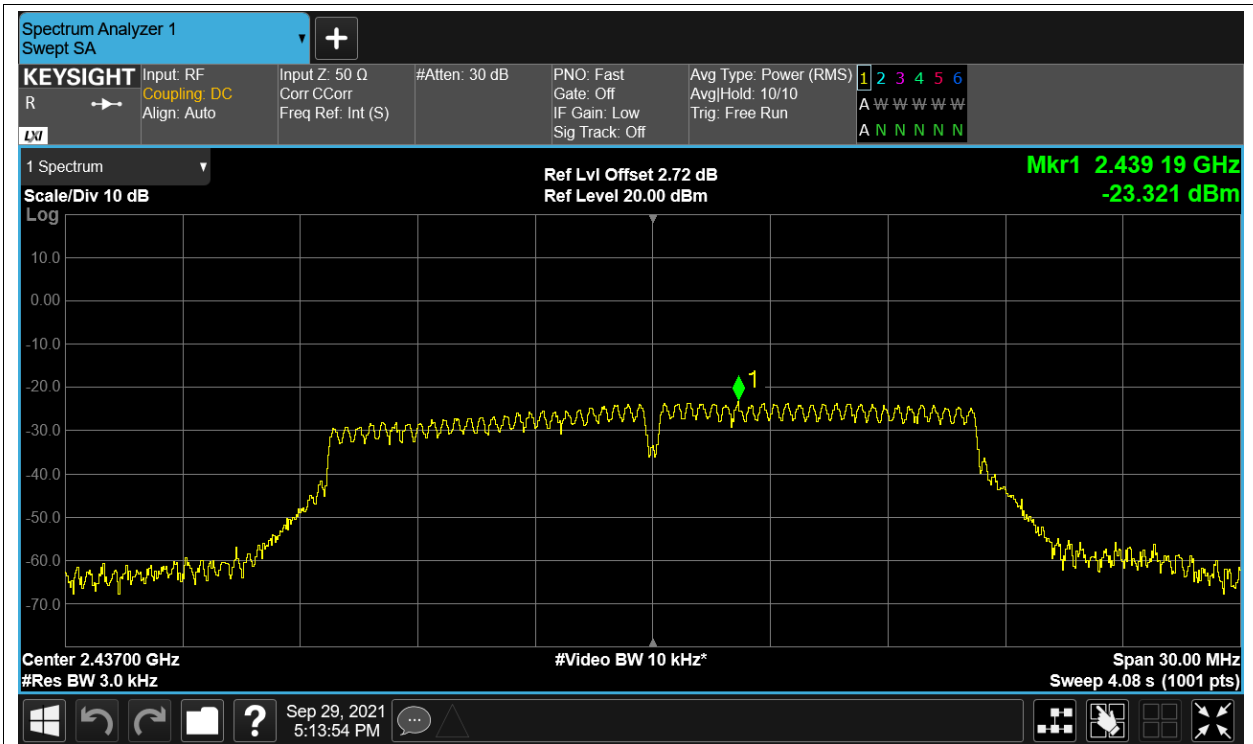 Spectrum Analyzer 1
Swept SA
KEYSIGHT
R
LXI
Input: RF
Coupling: DC
Align: Auto
Input Z: 50 Ω
Corr CCorr
Freq Ref: Int (S)
#Atten: 30 dB
PNO: Fast
Gate: Off
IF Gain: Low
Sig Track: Off
Avg Type: Power (RMS)
Avg|Hold: 10/10
Trig: Free Run
1 2 3 4 5 6
A W W W W W
A N N N N N
1 Spectrum
Scale/Div 10 dB
Log
Ref Lvl Offset 2.72 dB
Ref Level 20.00 dBm
Mkr1 2.439 19 GHz
-23.321 dBm
10.0
0.00
-10.0
-20.0
-30.0
-40.0
-50.0
-60.0
-70.0
1
Center 2.43700 GHz
#Res BW 3.0 kHz
#Video BW 10 kHz*
Span 30.00 MHz
Sweep 4.08 s (1001 pts)
?
Sep 29, 2021
5:13:54 PM